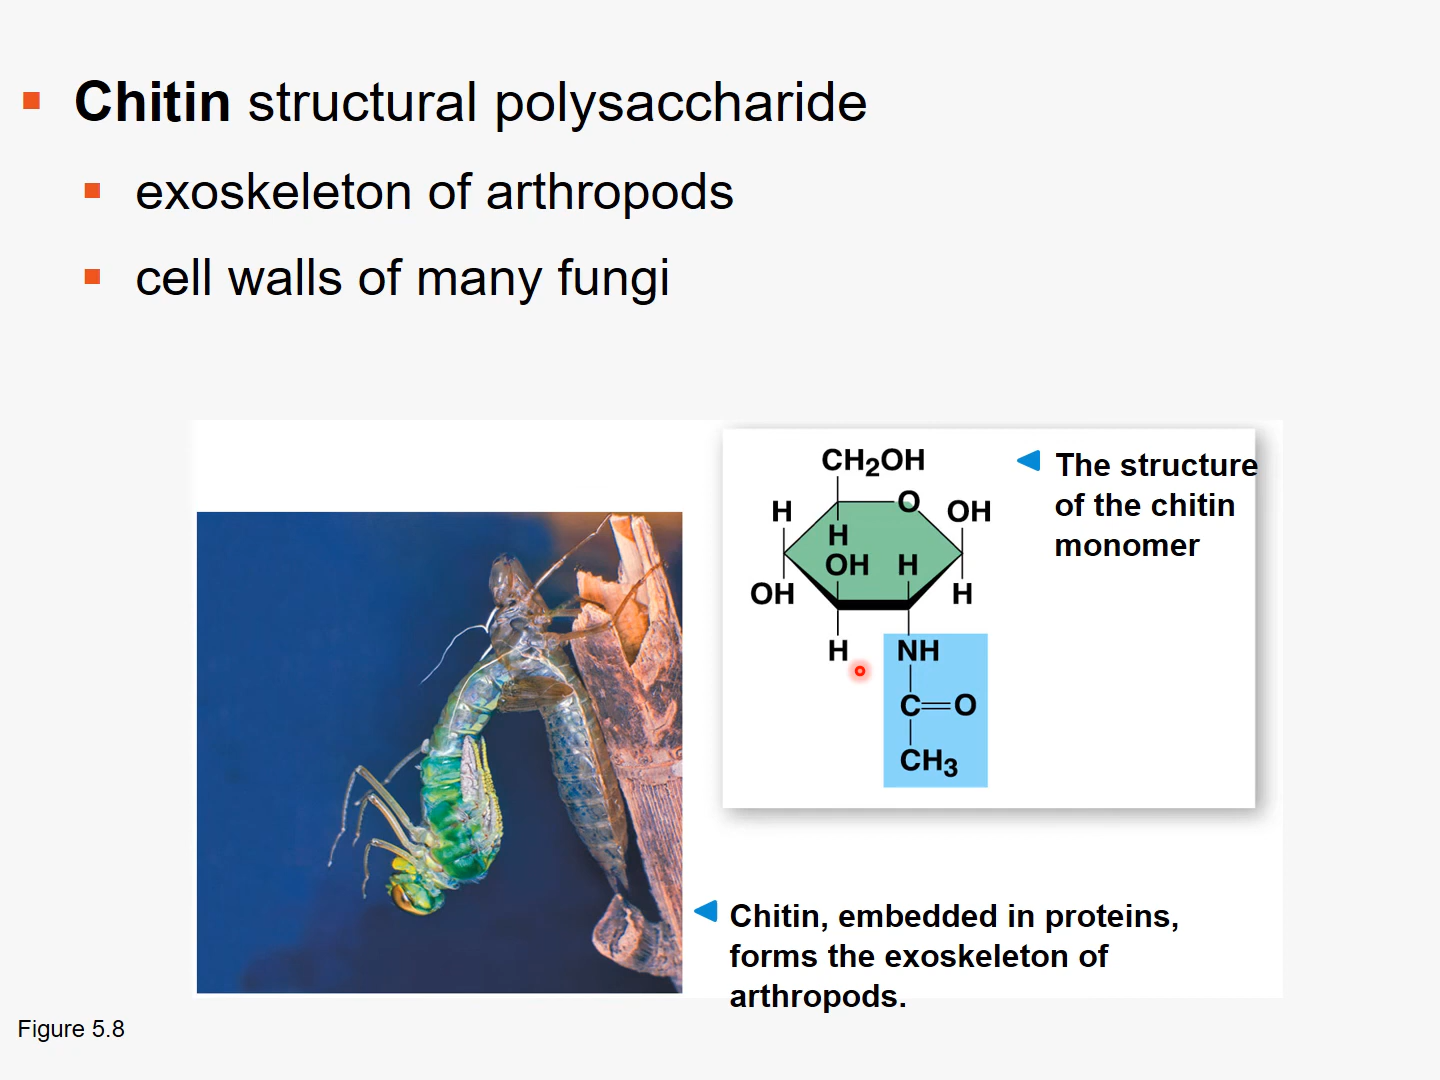 Chitin structural polysaccharide
exoskeleton of arthropods
cell walls of many fungi
CH₂OH
O
H
OH
H
OH
H
OH
H
H
NH
C=O
CH₃
The structure
of the chitin
monomer
Chitin, embedded in proteins,
forms the exoskeleton of
arthropods.
Figure 5.8